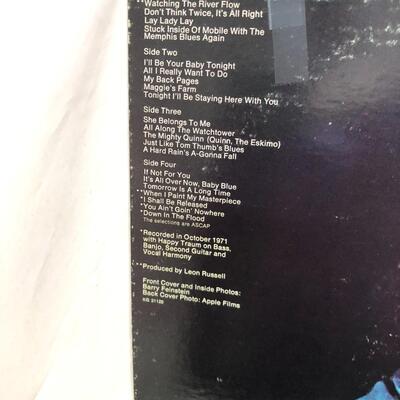 **Watching The River Flow
Don't Think Twice, It's All Right
Lay Lady Lay
Stuck Inside Of Mobile With The
Memphis Blues Again
Side Two
I'll Be Your Baby Tonight
All I Really Want To Do
My Back Pages
Maggie's Farm
Tonight I'll Be Staying Here With You
Side Three
She Belongs To Me
All Along The Watchtower
The Mighty Quinn (Quinn, The Eskimo)
Just Like Tom Thumb's Blues
A Hard Rain's A-Gonna Fall
Side Four
If Not For You
It's All Over Now, Baby Blue
Tomorrow Is A Long Time
**When I Paint My Masterpiece
*I Shall Be Released
*You Ain't Goin' Nowhere
*Down In The Flood
The selections are ASCAP
*Recorded in October 1971
with Happy Traum on Bass,
Banjo, Second Guitar and
Vocal Harmony
**Produced by Leon Russell
Front Cover and Inside Photos:
Barry Feinstein
Back Cover Photo: Apple Films
KG 31120